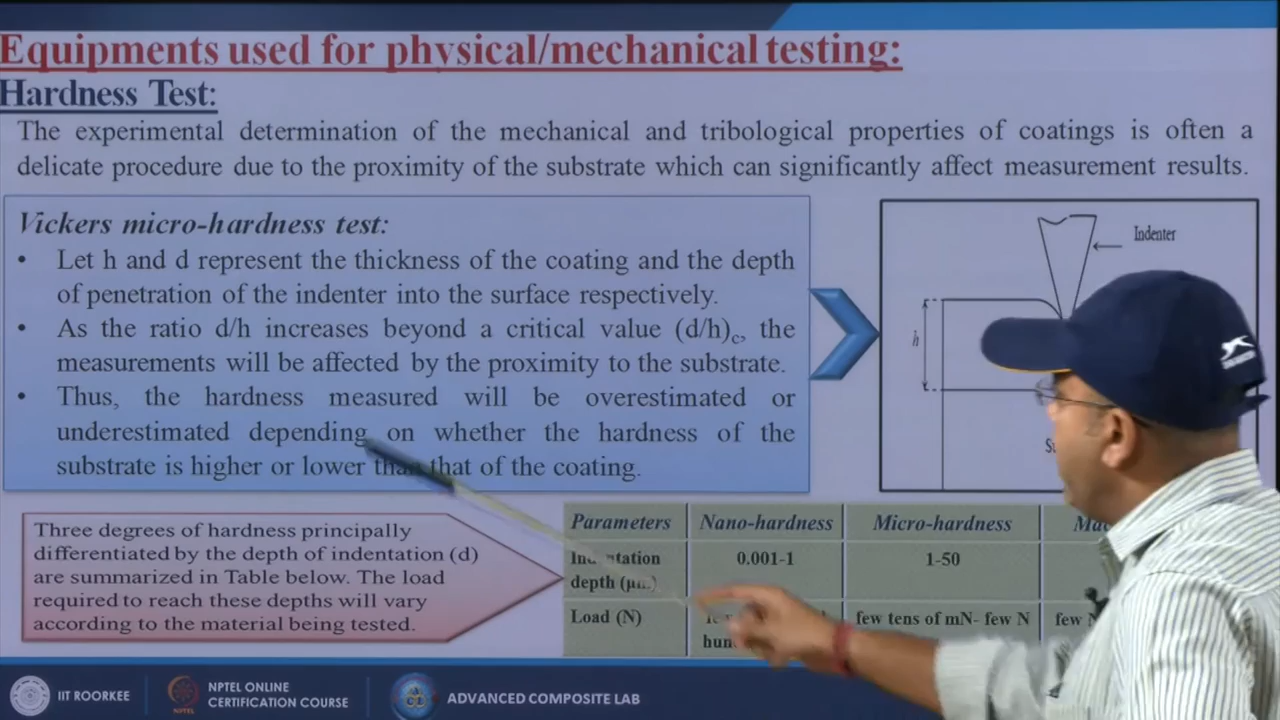 Equipments used for physical/mechanical testing:
Hardness Test:
The experimental determination of the mechanical and tribological properties of coatings is often a
delicate procedure due to the proximity of the substrate which can significantly affect measurement results.
Vickers micro-hardness test:
• Let h and d represent the thickness of the coating and the depth
of penetration of the indenter into the surface respectively.
• As the ratio d/h increases beyond a critical value (d/h)c, the
measurements will be affected by the proximity to the substrate.
• Thus, the hardness measured will be overestimated or
underestimated depending on whether the hardness of the
substrate is higher or lower than that of the coating.
Indenter
h
Three degrees of hardness principally
differentiated by the depth of indentation (d)
are summarized in Table below. The load
required to reach these depths will vary
according to the material being tested.
Parameters Nano-hardness Micro-hardness
Indentation 0.001-1 1-50
depth (μm)
Load (N) few tens of mN- few N few
IIT ROORKEE
NPTEL ONLINE
CERTIFICATION COURSE
NPTEL
ADVANCED COMPOSITE LAB